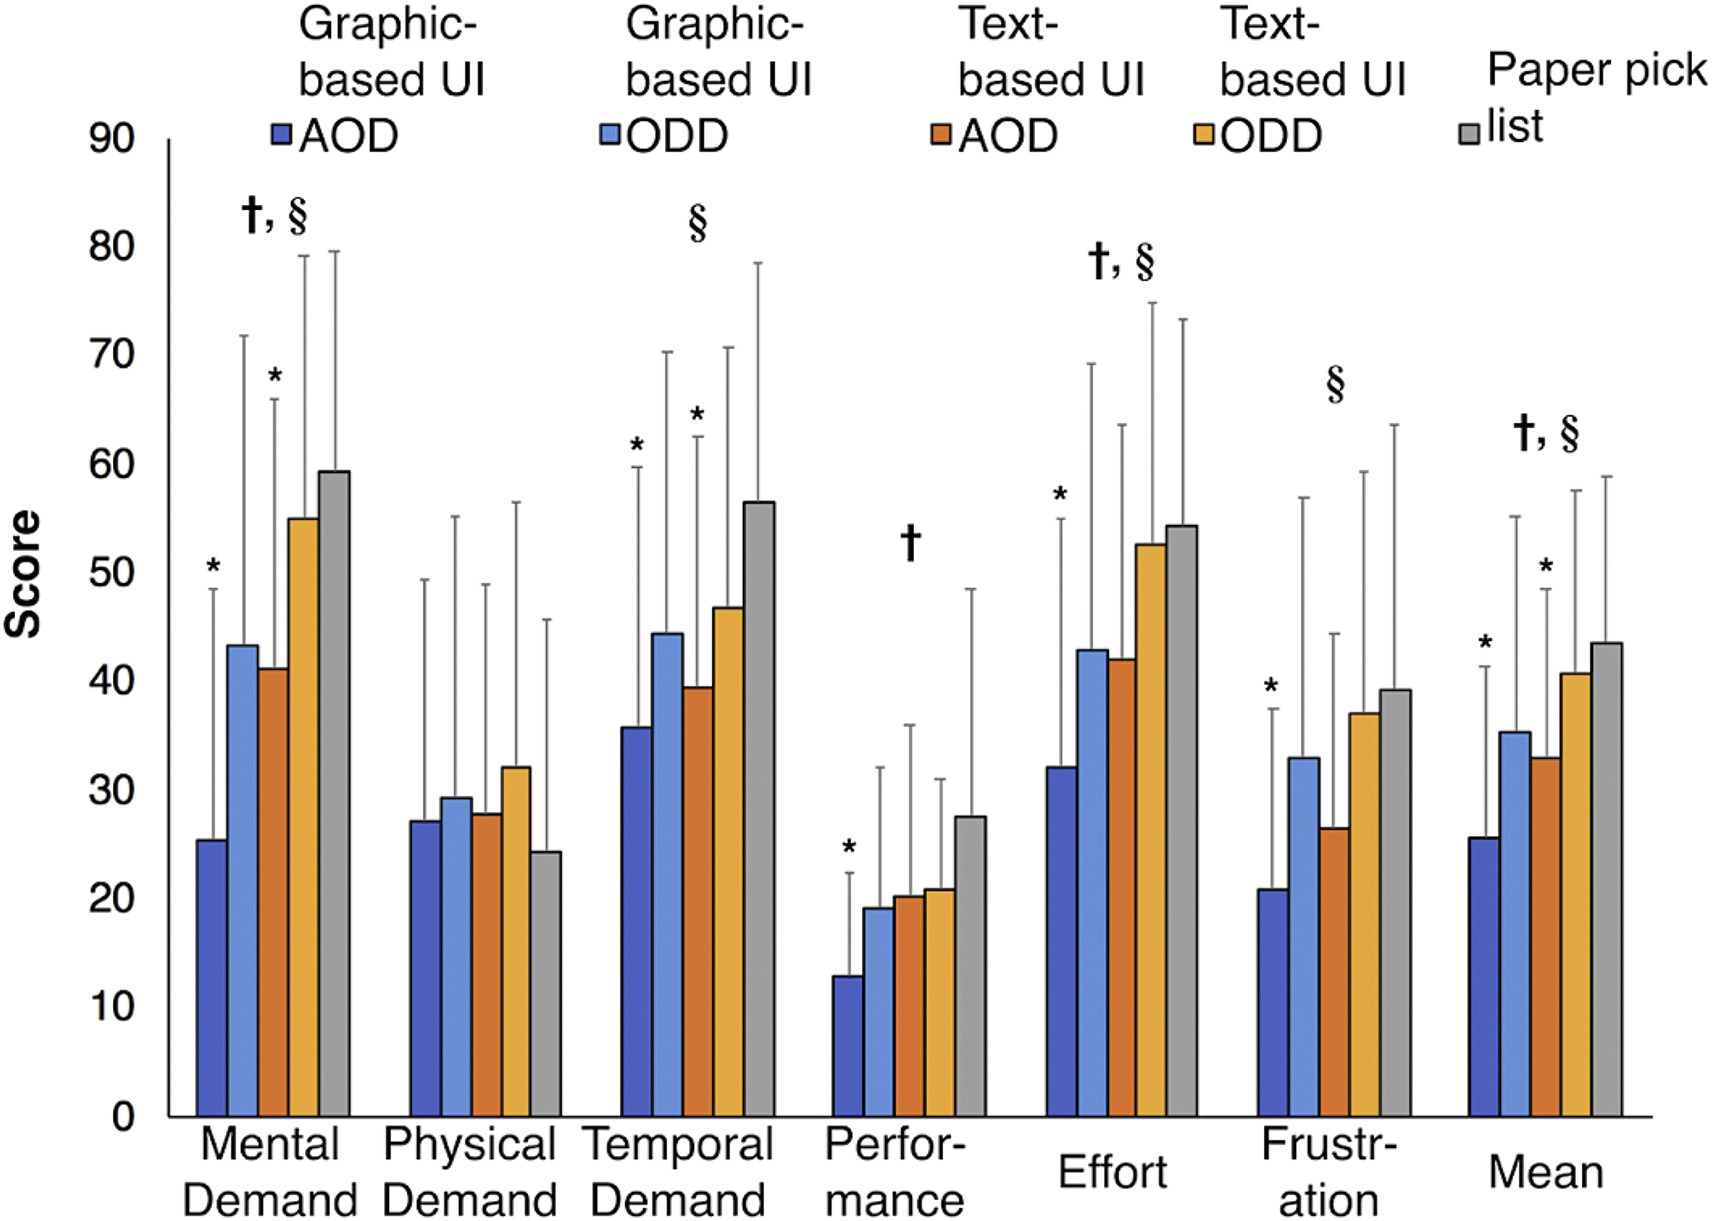 Graphic-
based UI
AOD
Graphic-
based UI
ODD
Text-
based UI
AOD
Text-
based UI
ODD
Paper pick
list
Score
90
80
70
60
50
40
30
20
10
0
†, §
*
*
§
*
*
†
*
†, §
*
§
*
†, §
*
*
Mental
Demand
Physical
Demand
Temporal
Demand
Perfor-
mance
Effort
Frustr-
ation
Mean